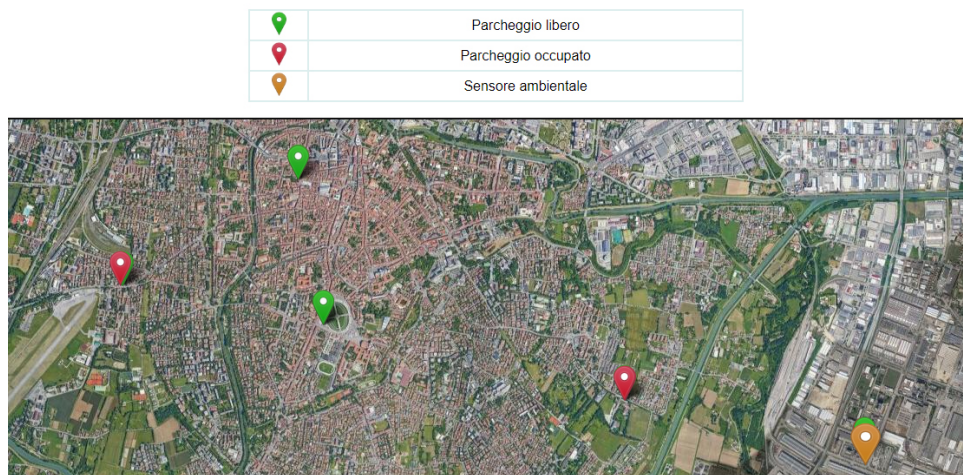 Parcheggio libero
Parcheggio occupato
Sensore ambientale